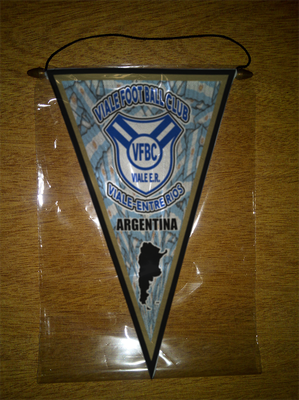 VIALE FOOT BALL CLUB
VFBC
VIALE E.R.
VIALE-ENTRE RIOS
ARGENTINA